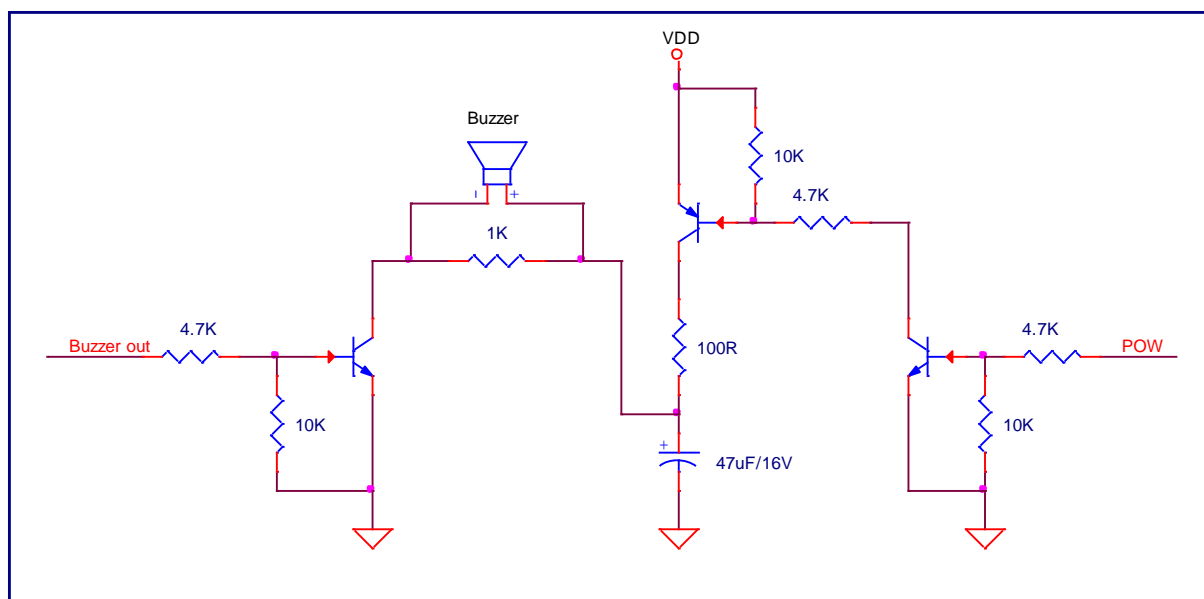 VDD
Buzzer
- +
10K
4.7K
1K
4.7K
Buzzer out
100R
4.7K
POW
10K
10K
+
47uF/16V